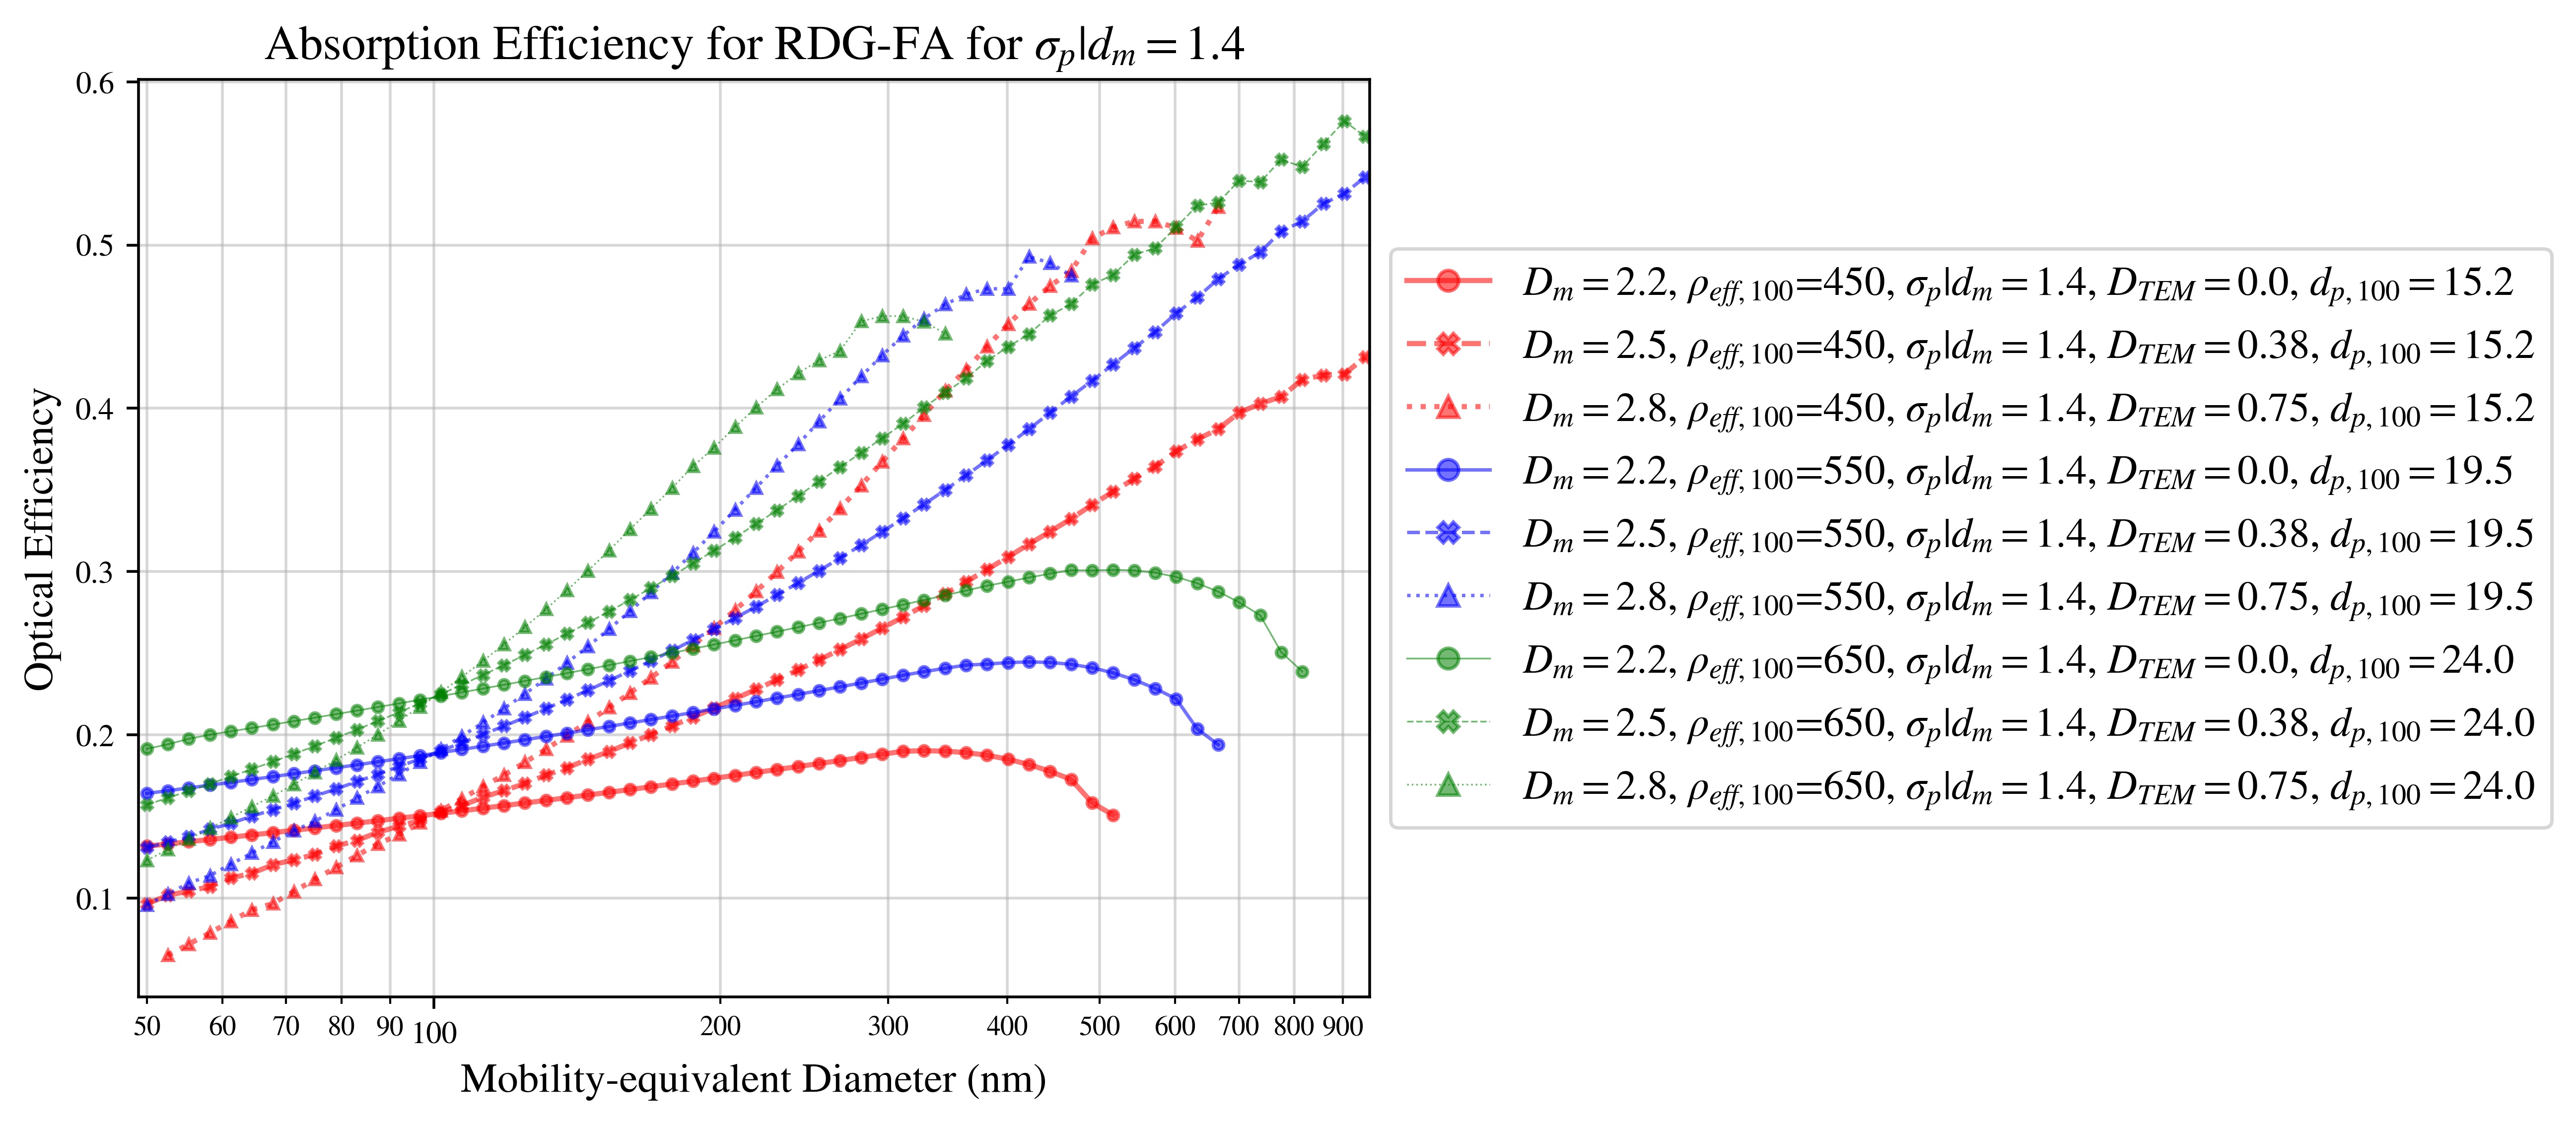 Absorption Efficiency for RDG-FA for σₚ|dₘ = 1.4
0.6
0.5
0.4
0.3
0.2
0.1
Optical Efficiency
50 60 70 80 90 100 200 300 400 500 600 700 800 900
Mobility-equivalent Diameter (nm)
D_m = 2.2, ρ_eff,100=450, σ_p|d_m = 1.4, D_TEM = 0.0, d_p,100 = 15.2
D_m = 2.5, ρ_eff,100=450, σ_p|d_m = 1.4, D_TEM = 0.38, d_p,100 = 15.2
D_m = 2.8, ρ_eff,100=450, σ_p|d_m = 1.4, D_TEM = 0.75, d_p,100 = 15.2
D_m = 2.2, ρ_eff,100=550, σ_p|d_m = 1.4, D_TEM = 0.0, d_p,100 = 19.5
D_m = 2.5, ρ_eff,100=550, σ_p|d_m = 1.4, D_TEM = 0.38, d_p,100 = 19.5
D_m = 2.8, ρ_eff,100=550, σ_p|d_m = 1.4, D_TEM = 0.75, d_p,100 = 19.5
D_m = 2.2, ρ_eff,100=650, σ_p|d_m = 1.4, D_TEM = 0.0, d_p,100 = 24.0
D_m = 2.5, ρ_eff,100=650, σ_p|d_m = 1.4, D_TEM = 0.38, d_p,100 = 24.0
D_m = 2.8, ρ_eff,100=650, σ_p|d_m = 1.4, D_TEM = 0.75, d_p,100 = 24.0